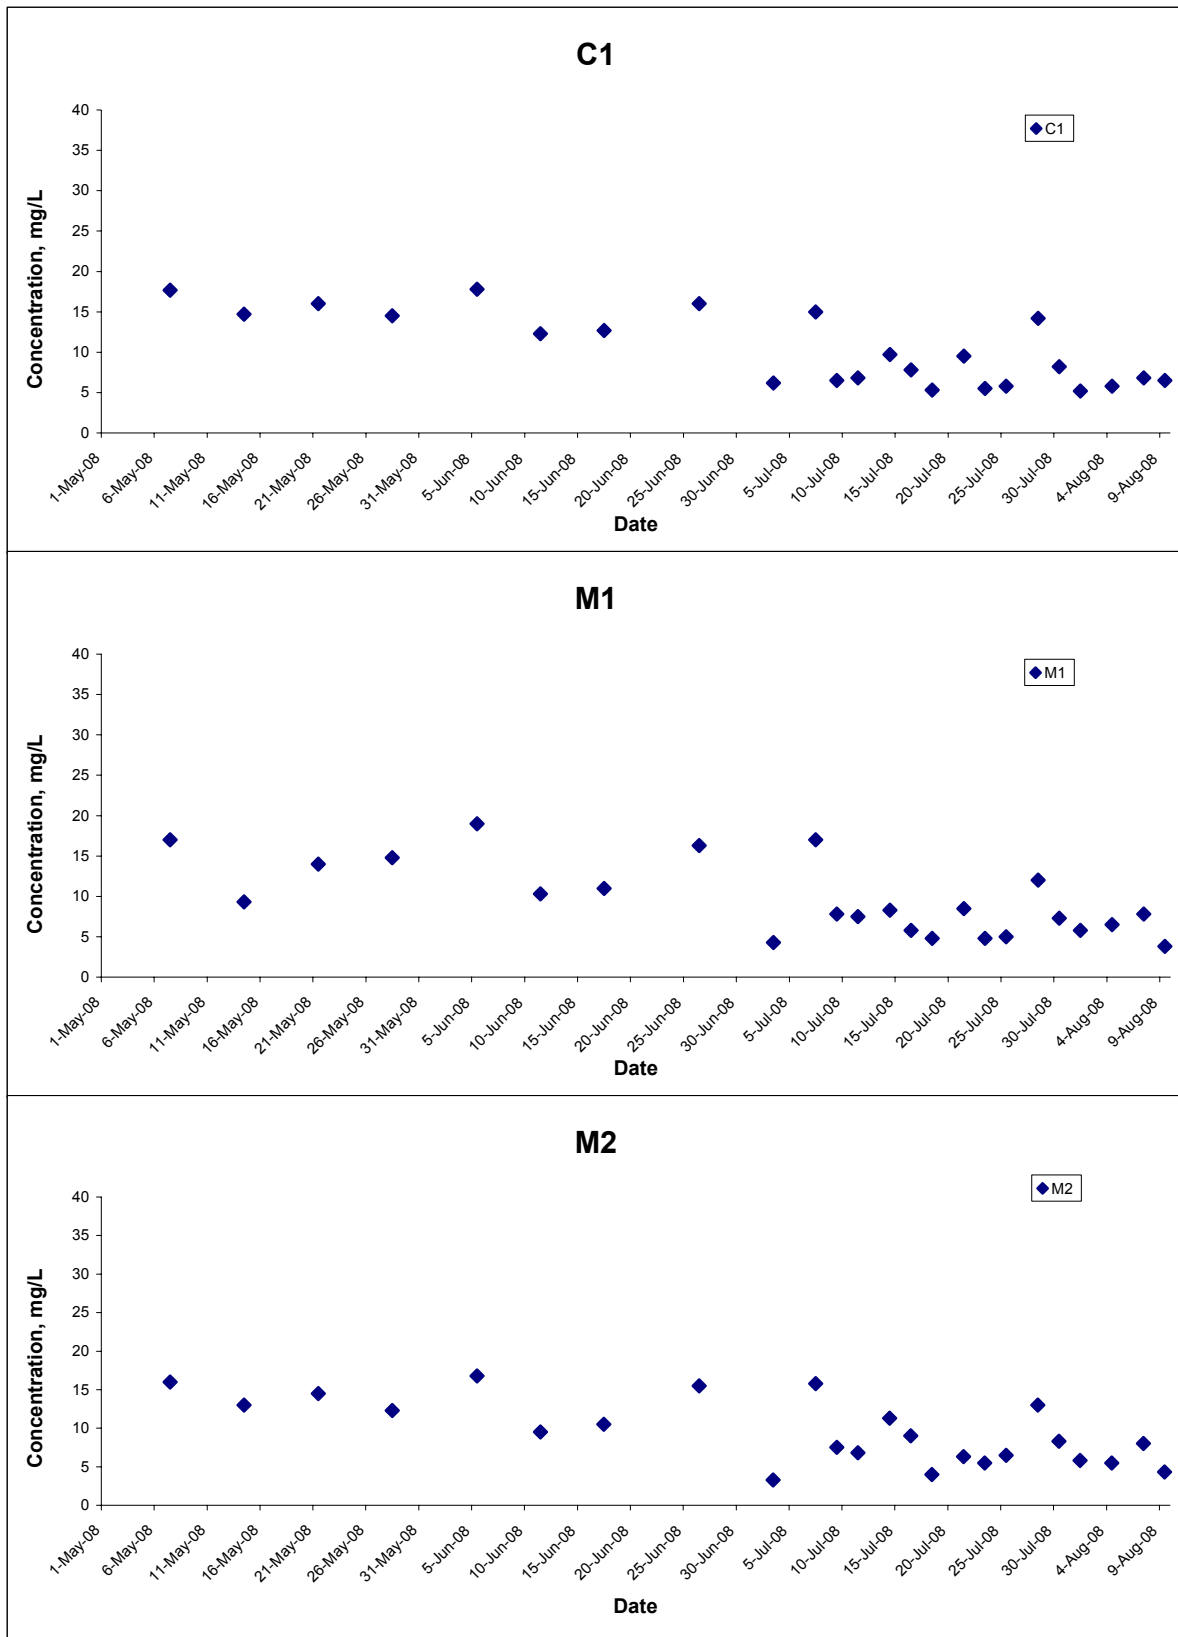 C1
C1
Concentration, mg/L
40
35
30
25
20
15
10
5
0
1-May-08
6-May-08
11-May-08
16-May-08
21-May-08
26-May-08
31-May-08
5-Jun-08
10-Jun-08
15-Jun-08
20-Jun-08
25-Jun-08
30-Jun-08
5-Jul-08
10-Jul-08
15-Jul-08
20-Jul-08
25-Jul-08
30-Jul-08
4-Aug-08
9-Aug-08
Date
M1
M1
Concentration, mg/L
40
35
30
25
20
15
10
5
0
1-May-08
6-May-08
11-May-08
16-May-08
21-May-08
26-May-08
31-May-08
5-Jun-08
10-Jun-08
15-Jun-08
20-Jun-08
25-Jun-08
30-Jun-08
5-Jul-08
10-Jul-08
15-Jul-08
20-Jul-08
25-Jul-08
30-Jul-08
4-Aug-08
9-Aug-08
Date
M2
M2
Concentration, mg/L
40
35
30
25
20
15
10
5
0
1-May-08
6-May-08
11-May-08
16-May-08
21-May-08
26-May-08
31-May-08
5-Jun-08
10-Jun-08
15-Jun-08
20-Jun-08
25-Jun-08
30-Jun-08
5-Jul-08
10-Jul-08
15-Jul-08
20-Jul-08
25-Jul-08
30-Jul-08
4-Aug-08
9-Aug-08
Date